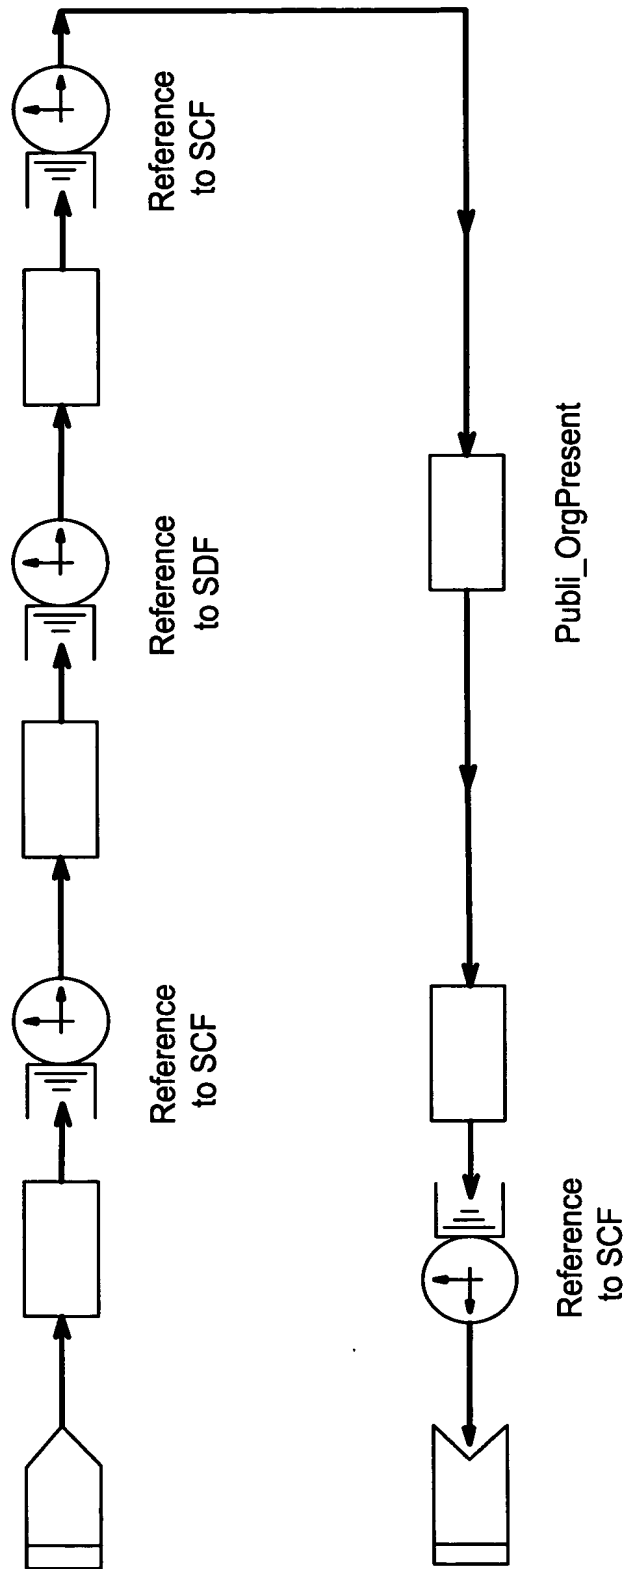 Reference
to SCF
Reference
to SDF
Reference
to SCF
Publi_OrgPresent
Reference
to SCF